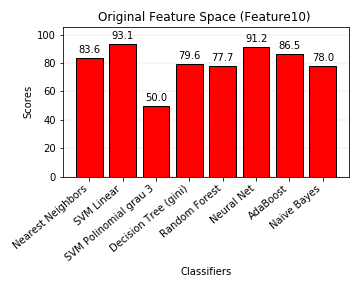 Original Feature Space (Feature10)
100
80
60
40
20
0
Scores
83.6
93.1
50.0
79.6
77.7
91.2
86.5
78.0
Nearest Neighbors
SVM Linear
SVM Polinomial grau 3
Decision Tree (gini)
Random Forest
Neural Net
AdaBoost
Naive Bayes
Classifiers